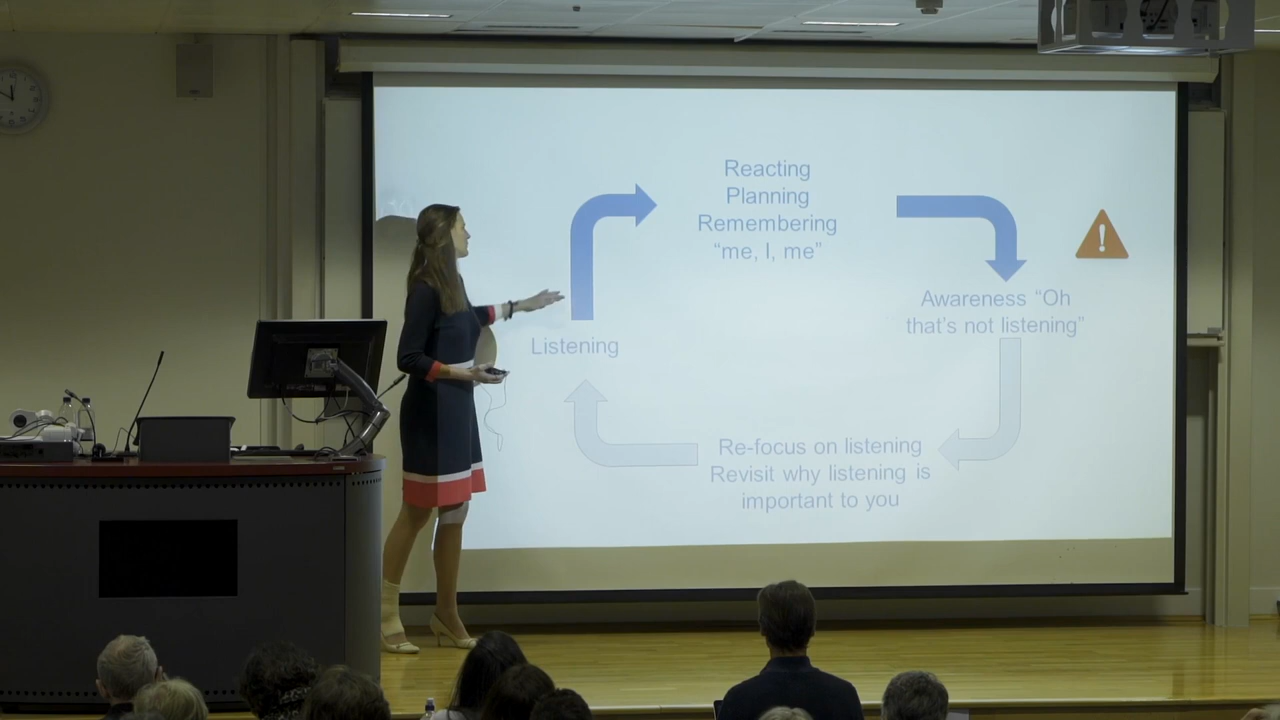 Reacting
Planning
Remembering
“me, I, me”
Awareness “Oh
that’s not listening”
Listening
Re-focus on listening
Revisit why listening is
important to you